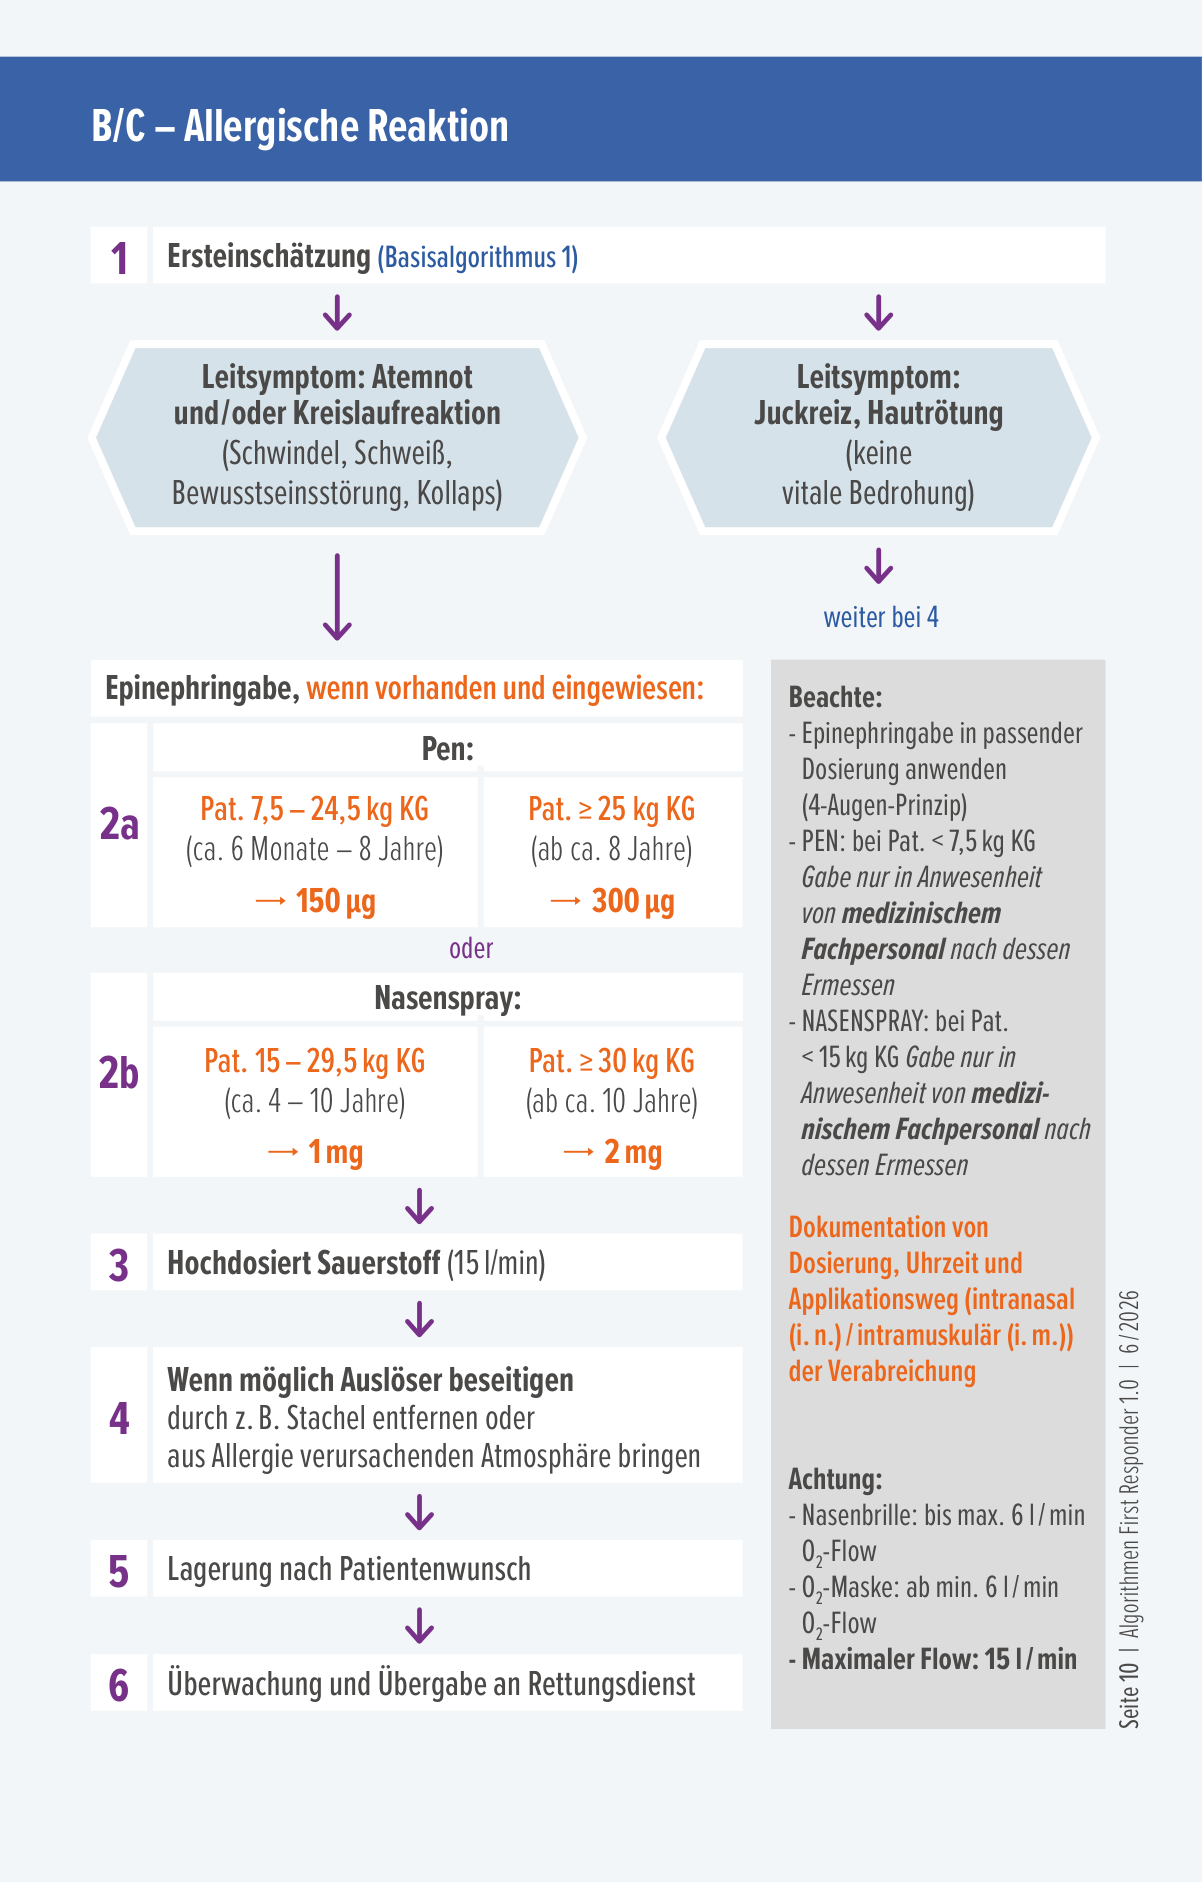 B/C – Allergische Reaktion
1
Ersteinschätzung (Basisalgorithmus 1)
Leitsymptom: Atemnot
und/oder Kreislaufreaktion
(Schwindel, Schweiß,
Bewusstseinsstörung, Kollaps)
Leitsymptom:
Juckreiz, Hautrötung
(keine
vitale Bedrohung)
weiter bei 4
Epinephringabe, wenn vorhanden und eingewiesen:
2a
Pen:
Pat. 7,5 – 24,5 kg KG
(ca. 6 Monate – 8 Jahre)
→ 150 µg
Pat. ≥ 25 kg KG
(ab ca. 8 Jahre)
→ 300 µg
oder
2b
Nasenspray:
Pat. 15 – 29,5 kg KG
(ca. 4 – 10 Jahre)
→ 1 mg
Pat. ≥ 30 kg KG
(ab ca. 10 Jahre)
→ 2 mg
3
Hochdosiert Sauerstoff (15 l/min)
4
Wenn möglich Auslöser beseitigen
durch z. B. Stachel entfernen oder
aus Allergie verursachenden Atmosphäre bringen
5
Lagerung nach Patientenwunsch
6
Überwachung und Übergabe an Rettungsdienst
Beachte:
- Epinephringabe in passender
Dosierung anwenden
(4-Augen-Prinzip)
- PEN: bei Pat. < 7,5 kg KG
Gabe nur in Anwesenheit
von medizinischem
Fachpersonal nach dessen
Ermessen
- NASENSPRAY: bei Pat.
< 15 kg KG Gabe nur in
Anwesenheit von medizi-
nischem Fachpersonal nach
dessen Ermessen
Dokumentation von
Dosierung, Uhrzeit und
Applikationsweg (intranasal
(i. n.) / intramuskulär (i. m.))
der Verabreichung
Achtung:
- Nasenbrille: bis max. 6 l / min
O₂-Flow
- O₂-Maske: ab min. 6 l / min
O₂-Flow
- Maximaler Flow: 15 l / min
Seite 10 | Algorithmen First Responder 1.0 | 6 / 2026